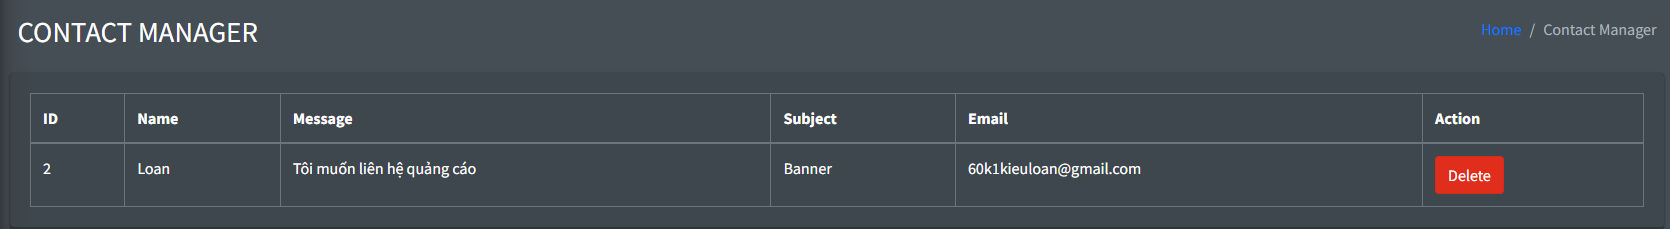 CONTACT MANAGER
Home / Contact Manager
ID Name Message Subject Email Action
2 Loan Tôi muốn liên hệ quảng cáo Banner 60k1kieuloan@gmail.com Delete